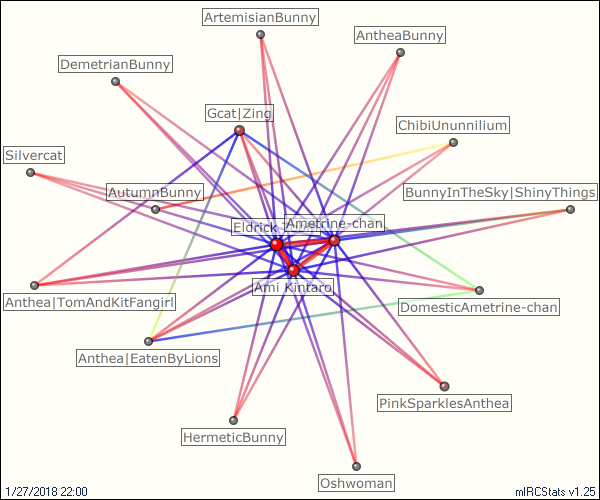 ArtemisianBunny
AntheaBunny
DemetrianBunny
Gcat|Zing
ChibiUnunnilium
Silvercat
AutumnBunny
BunnyInTheSky|ShinyThings
Eldrick
Ametrine-chan
Ami Kintaro
Anthea|TomAndKitFangirl
DomesticAmetrine-chan
Anthea|EatenByLions
PinkSparklesAnthea
HermeticBunny
Oshwoman
1/27/2018 22:00
mIRCStats v1.25